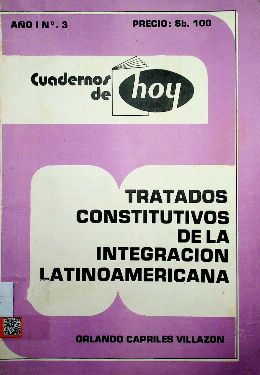 AÑO I Nº. 3
PRECIO: $b. 100
Cuadernos
de
hoy
TRATADOS
CONSTITUTIVOS
DE LA
INTEGRACION
LATINOAMERICANA
ORLANDO CAPRILES VILLAZON